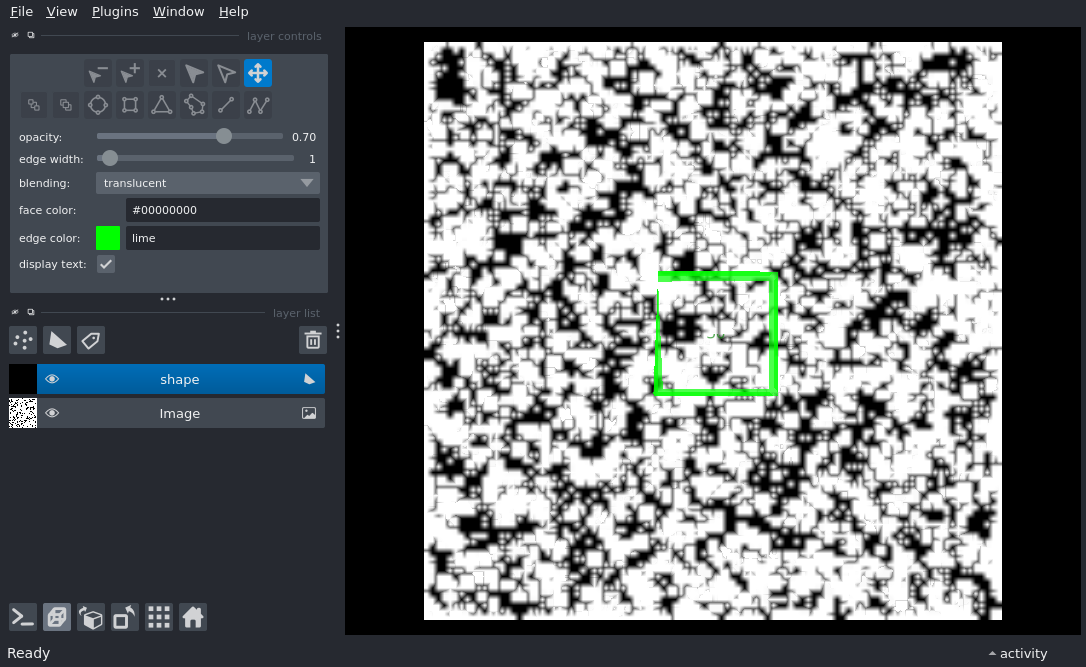 File View Plugins Window Help
layer controls
opacity: 0.70
edge width: 1
blending: translucent
face color: #00000000
edge color: lime
display text:
layer list
shape
Image
Ready
activity